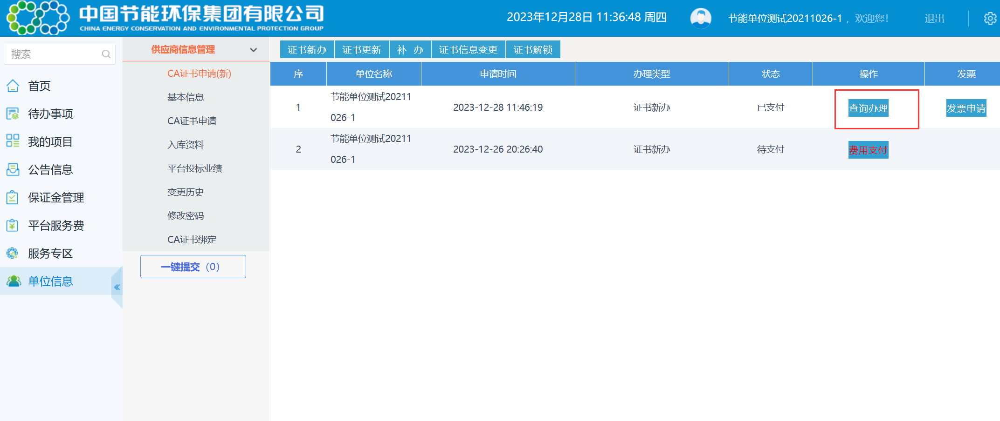 中国节能环保集团有限公司
CHINA ENERGY CONSERVATION AND ENVIRONMENTAL PROTECTION GROUP
2023年12月28日 11:36:48 周四
节能单位测试20211026-1 ，欢迎您!
退出
搜索
首页
待办事项
我的项目
公告信息
保证金管理
平台服务费
服务专区
单位信息
供应商信息管理
CA证书申请(新)
基本信息
CA证书申请
入库资料
平台投标业绩
变更历史
修改密码
CA证书绑定
一键提交（0）
证书新办 证书更新 补 办 证书信息变更 证书解锁
序 单位名称 申请时间 办理类型 状态 操作 发票
节能单位测试20211
1 2023-12-28 11:46:19 证书新办 已支付 查询办理 发票申请
026-1
节能单位测试20211
2 2023-12-26 20:26:40 证书新办 待支付 费用支付
026-1